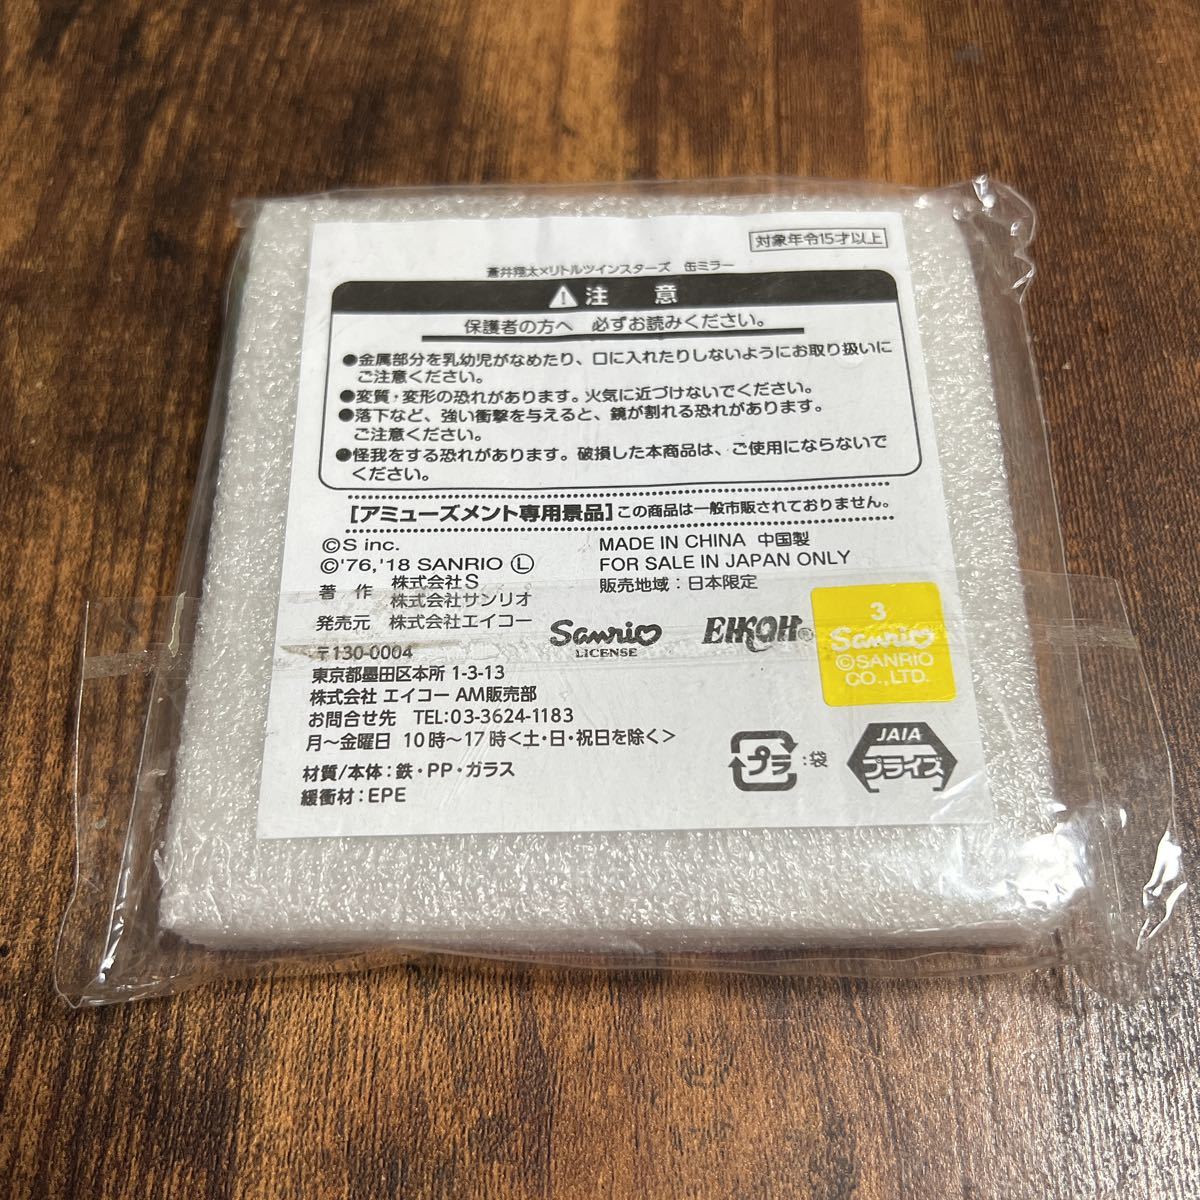 対象年令15才以上
蒼井翔太×リトルツインスターズ 缶ミラー
注 意
保護者の方へ 必ずお読みください。
●金属部分を乳幼児がなめたり、口に入れたりしないようにお取り扱いに
ご注意ください。
●変質・変形の恐れがあります。火気に近づけないでください。
●落下など、強い衝撃を与えると、鏡が割れる恐れがあります。
ご注意ください。
●怪我をする恐れがあります。破損した本商品は、ご使用にならないで
ください。
[アミューズメント専用景品] この商品は一般市販されておりません。
©S inc.
©'76,'18 SANRIO Ⓛ
著 作 株式会社S
株式会社サンリオ
発売元 株式会社エイコー
MADE IN CHINA 中国製
FOR SALE IN JAPAN ONLY
販売地域：日本限定
Sanrio
LICENSE
EIKOH®
3
Sanrio
©SANRIO
CO.,LTD.
〒130-0004
東京都墨田区本所 1-3-13
株式会社 エイコー AM販売部
お問合せ先 TEL:03-3624-1183
月～金曜日 10時～17時<土・日・祝日を除く>
材質/本体：鉄・PP・ガラス
緩衝材：EPE
プラ :袋
JAIA
プライズ